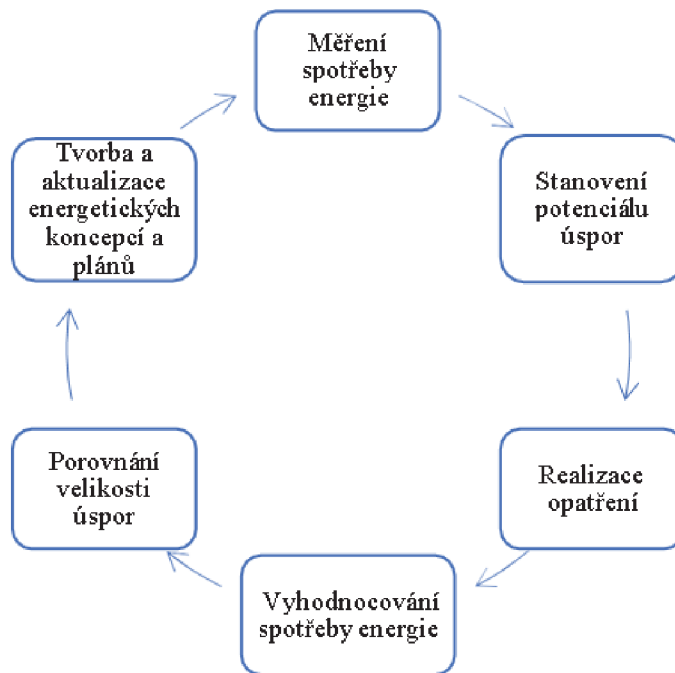 Měření
spotřeby
energie
Stanovení
potenciálu
úspor
Realizace
opatření
Vyhodnocování
spotřeby energie
Porovnání
velikosti
úspor
Tvorba a
aktualizace
energetických
koncepcí a
plánů